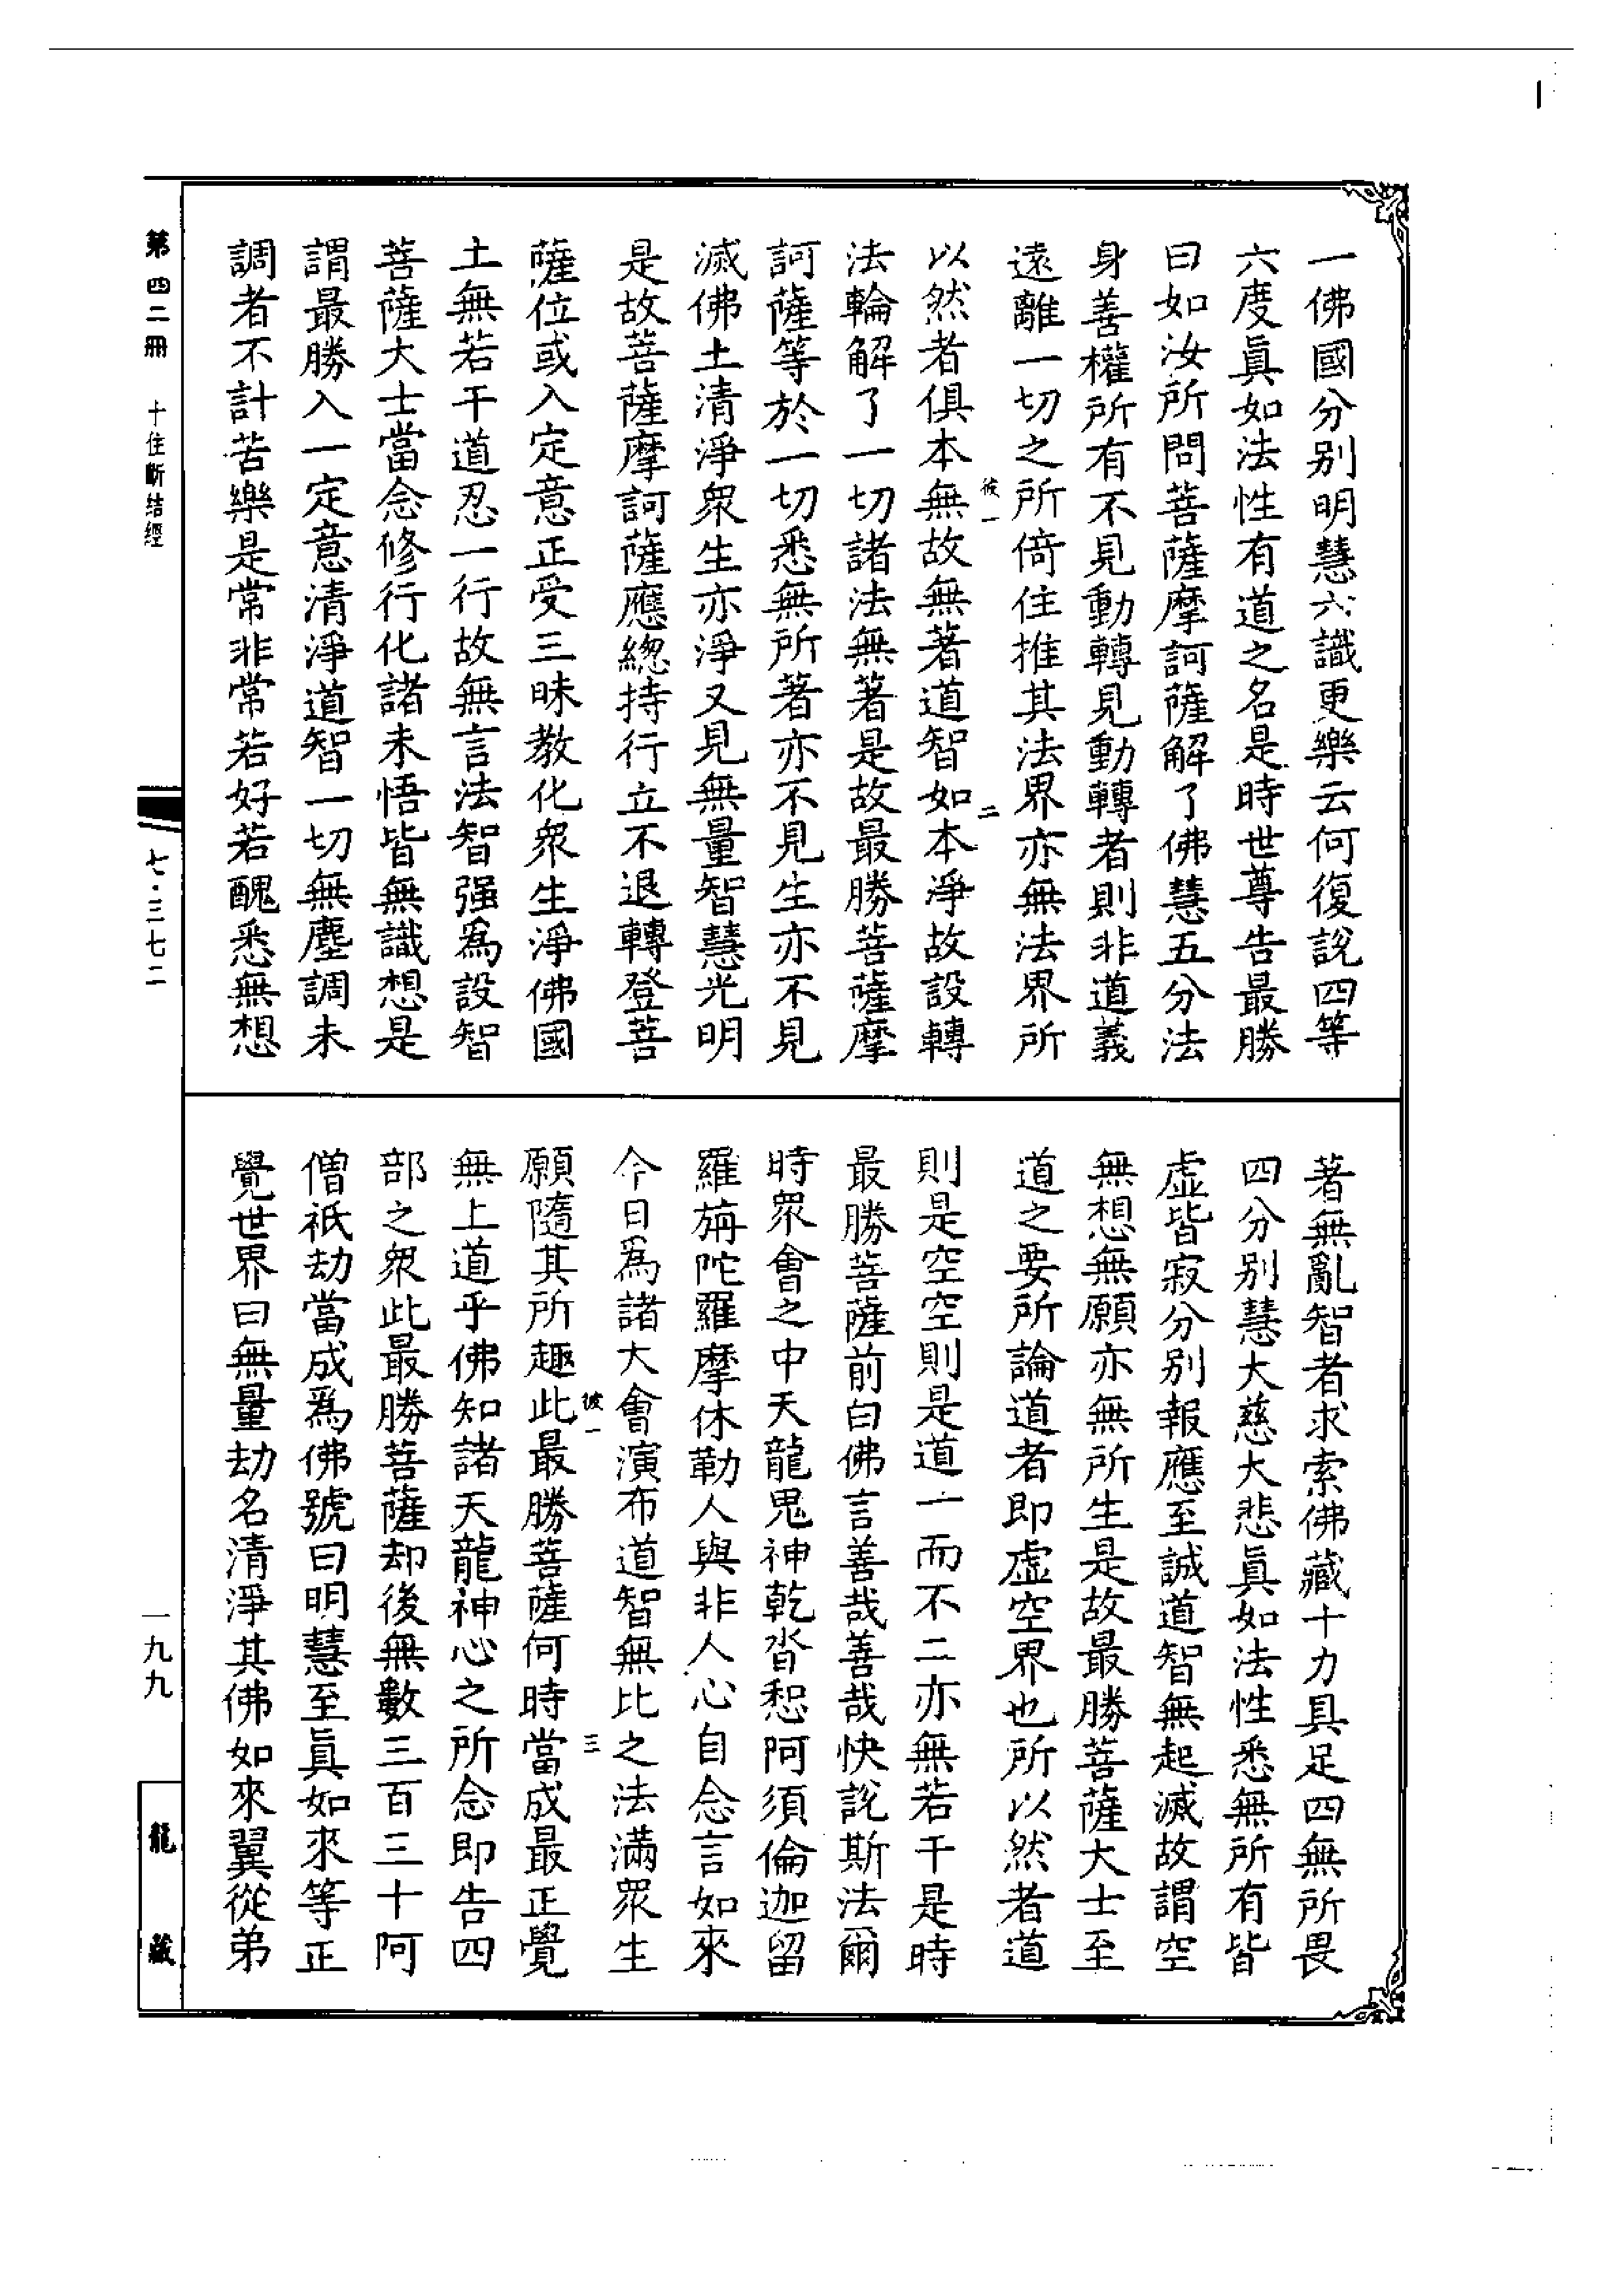 一佛國分别明慧六識更樂云何復說四等
六度眞如法性有道之名是時世尊告最勝
曰如汝所問菩薩摩訶薩解了佛慧五分法
身善權所有不見動轉見動轉者則非道義
遠離一切之所倚住推其法界亦無法界所
彼一
二
以然者俱本無故無著道智如本淨故設轉
法輪解了一切諸法無著是故最勝菩薩摩
訶薩等於一切悉無所著亦不見生亦不見
滅佛土清淨衆生亦淨又見無量智慧光明
是故菩薩摩訶薩應緫持行立不退轉登菩
薩位或入定意正受三昧教化衆生淨佛國
土無若干道忍一行故無言法智强爲設智
菩薩大士當念修行化諸未悟皆無識想是
謂最勝入一定意清淨道智一切無塵調未
調者不計苦樂是常非常若好若醜悉無想
著無亂智者求索佛藏十力具足四無所畏
四分别慧大慈大悲眞如法性悉無所有皆
虛皆寂分别報應至誠道智無起滅故謂空
無想無願亦無所生是故最勝菩薩大士至
道之要所論道者即虛空界也所以然者道
則是空空則是道一而不二亦無若干是時
最勝菩薩前白佛言善哉善哉快說斯法爾
時衆會之中天龍鬼神乾沓惒阿須倫迦留
羅旃陀羅摩休勒人與非人心自念言如來
今日爲諸大會演布道智無比之法滿衆生
彼一
三
願隨其所趣此最勝菩薩何時當成最正覺
無上道乎佛知諸天龍神心之所念即告四
部之衆此最勝菩薩却後無數三百三十阿
僧祇劫當成爲佛號曰明慧至眞如來等正
覺世界曰無量劫名清淨其佛如來翼從弟
第四二冊
十住斷结經
七·三七二
一九九
龍藏